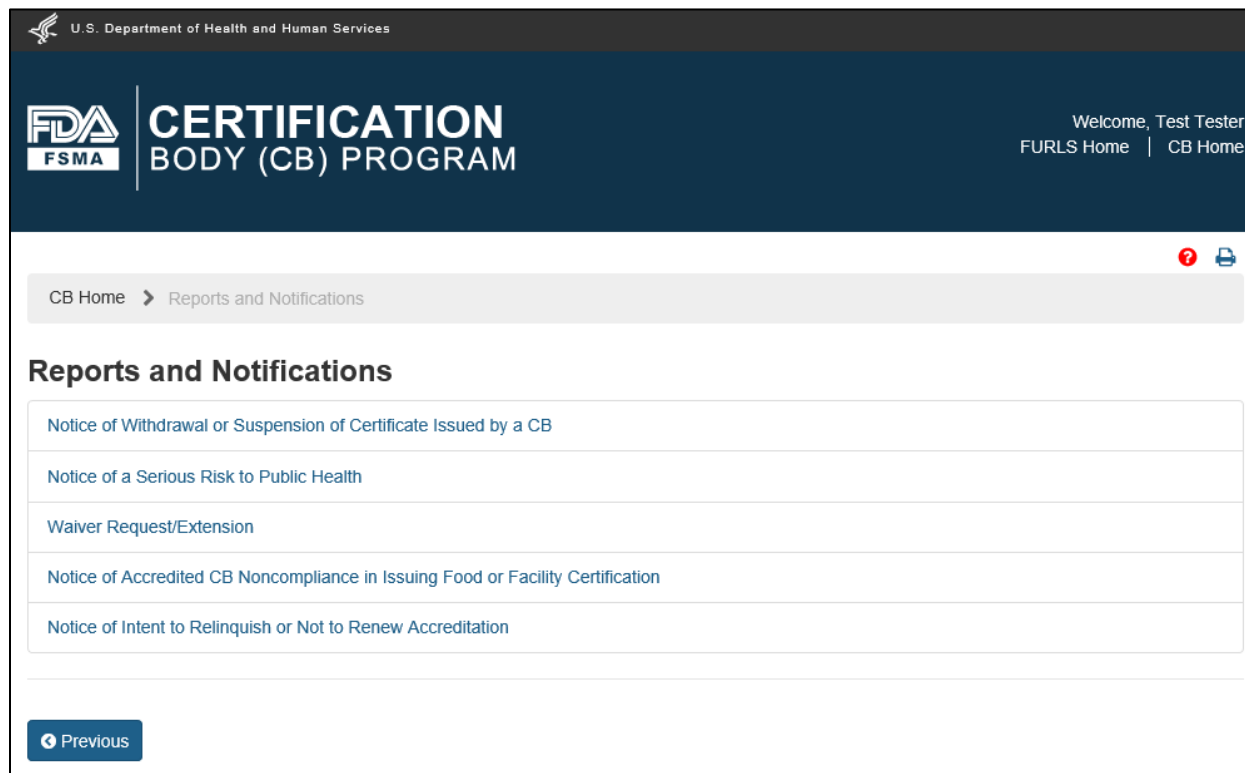 U.S. Department of Health and Human Services
FDA
FSMA
CERTIFICATION
BODY (CB) PROGRAM
Welcome, Test Tester
FURLS Home | CB Home
?
CB Home > Reports and Notifications
Reports and Notifications
Notice of Withdrawal or Suspension of Certificate Issued by a CB
Notice of a Serious Risk to Public Health
Waiver Request/Extension
Notice of Accredited CB Noncompliance in Issuing Food or Facility Certification
Notice of Intent to Relinquish or Not to Renew Accreditation
Previous